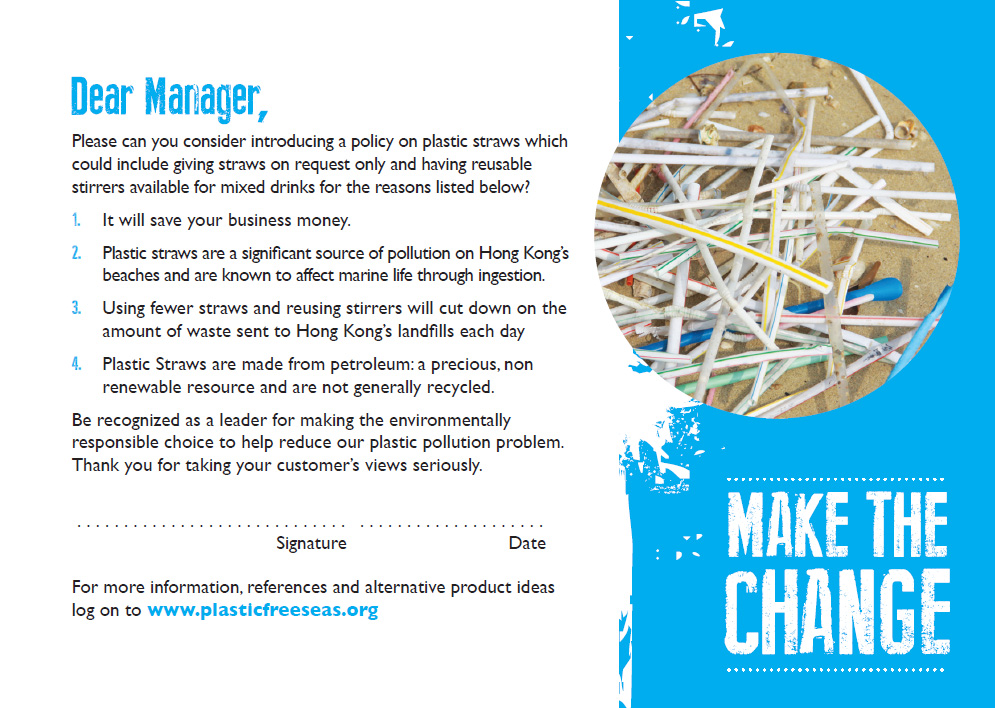 Dear Manager,
Please can you consider introducing a policy on plastic straws which
could include giving straws on request only and having reusable
stirrers available for mixed drinks for the reasons listed below?
1. It will save your business money.
2. Plastic straws are a significant source of pollution on Hong Kong's
beaches and are known to affect marine life through ingestion.
3. Using fewer straws and reusing stirrers will cut down on the
amount of waste sent to Hong Kong's landfills each day
4. Plastic Straws are made from petroleum: a precious, non
renewable resource and are not generally recycled.
Be recognized as a leader for making the environmentally
responsible choice to help reduce our plastic pollution problem.
Thank you for taking your customer's views seriously.
Signature Date
For more information, references and alternative product ideas
log on to www.plasticfreeseas.org
MAKE THE
CHANGE